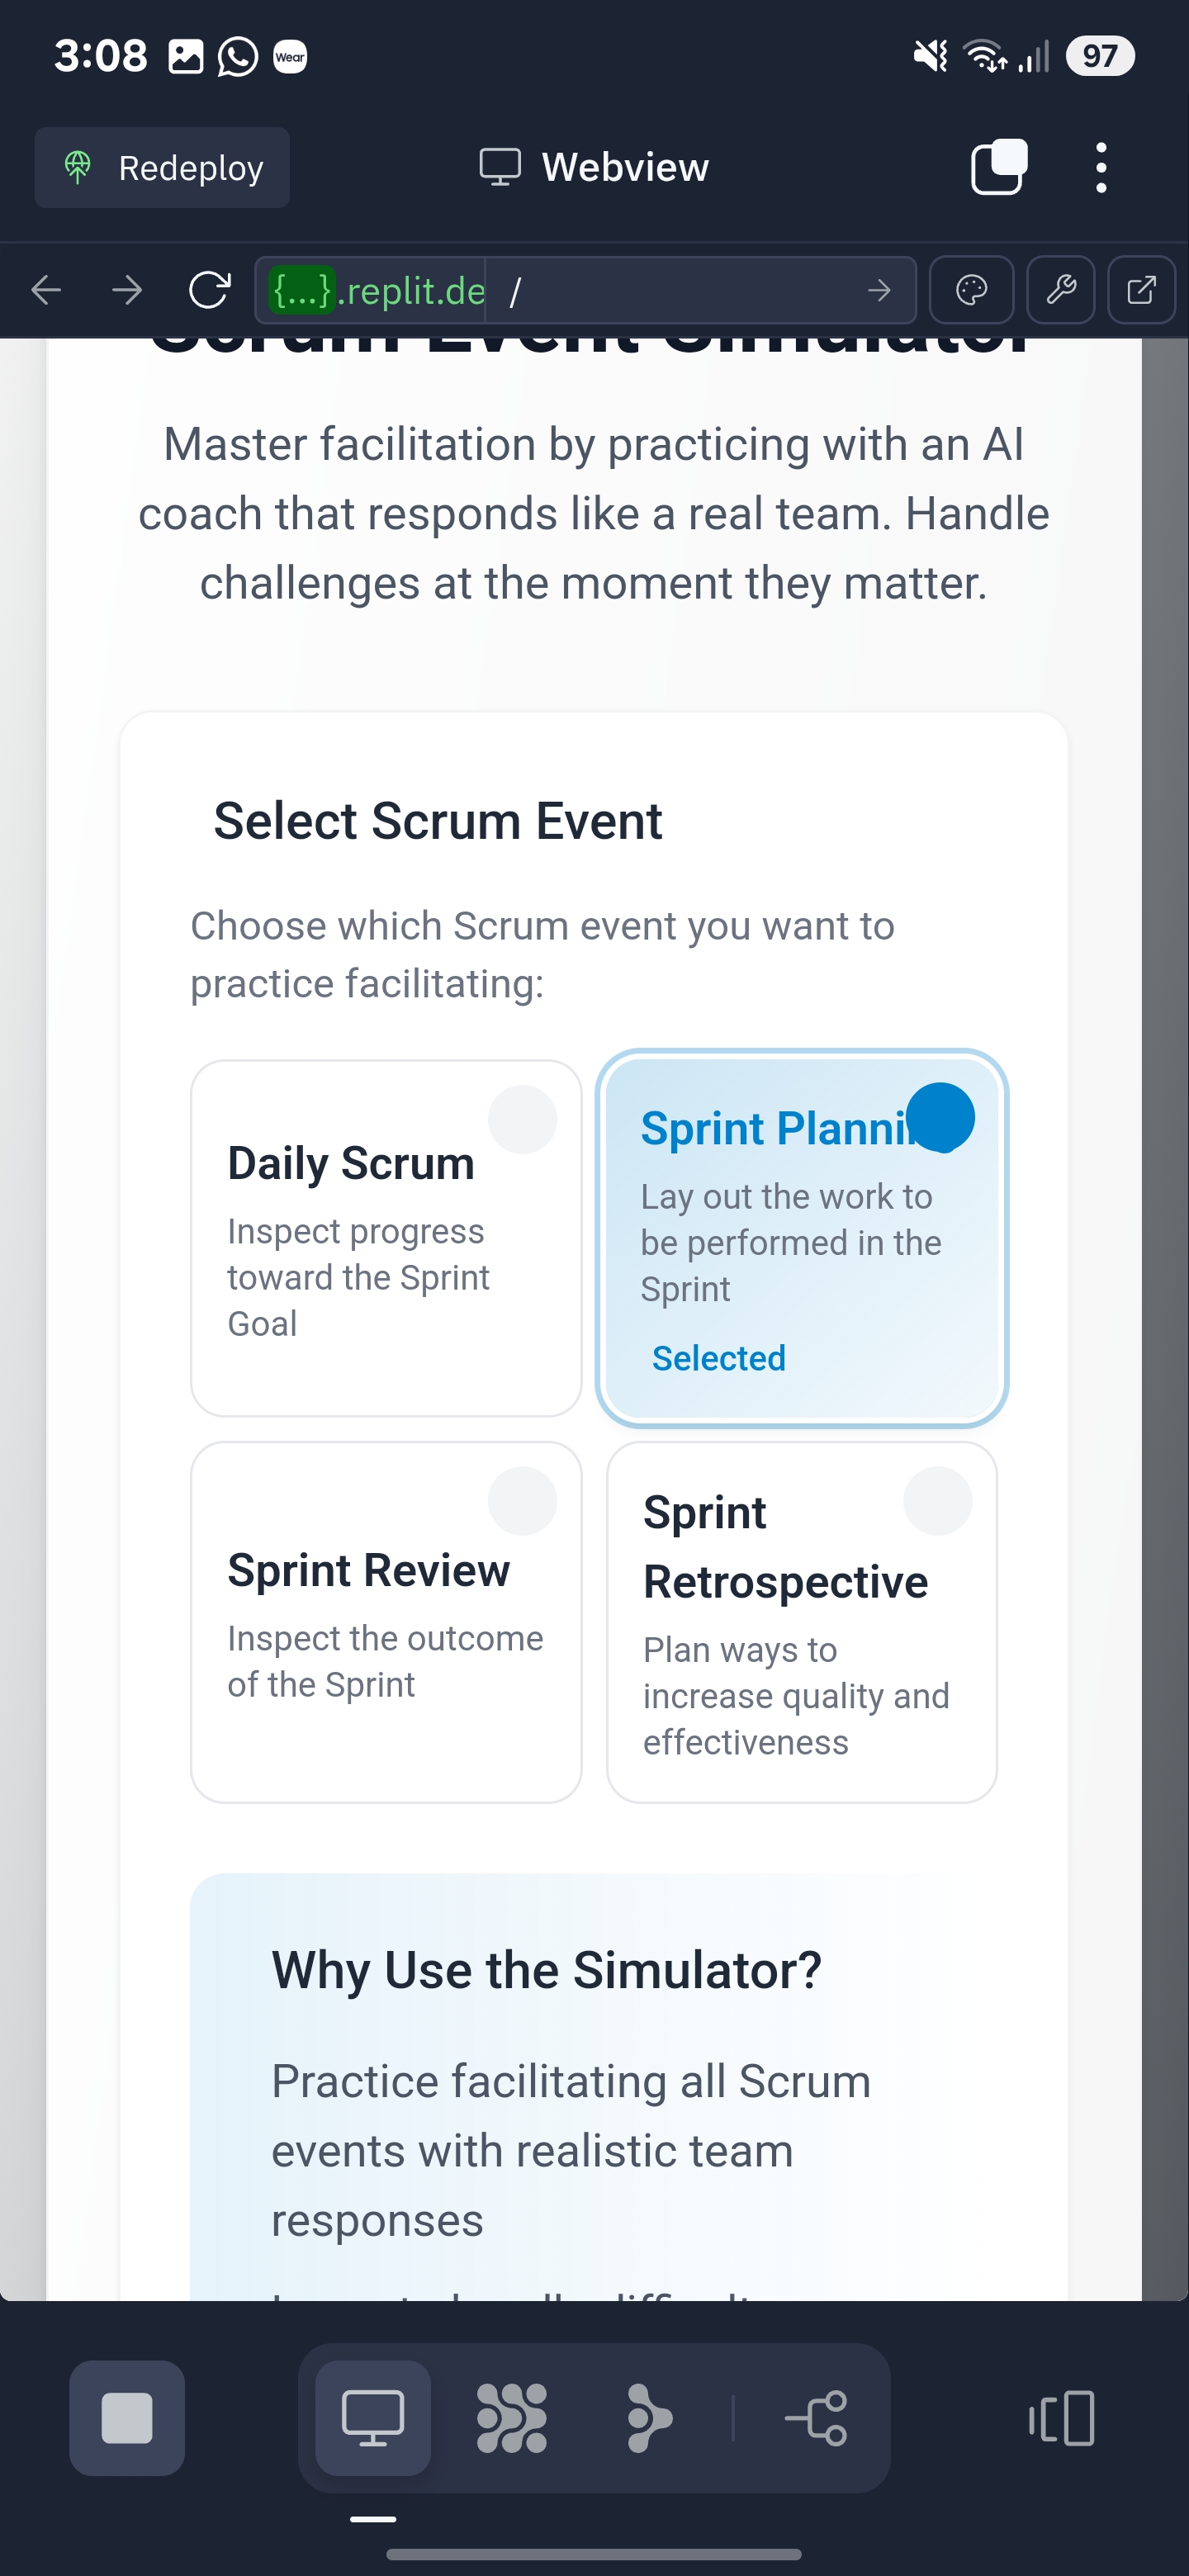 3:08
Wear
97
Redeploy
Webview
{...}.replit.de /
Scrum Event Simulator
Master facilitation by practicing with an AI
coach that responds like a real team. Handle
challenges at the moment they matter.
Select Scrum Event
Choose which Scrum event you want to
practice facilitating:
Daily Scrum
Inspect progress
toward the Sprint
Goal
Sprint Planni
Lay out the work to
be performed in the
Sprint
Selected
Sprint Review
Inspect the outcome
of the Sprint
Sprint
Retrospective
Plan ways to
increase quality and
effectiveness
Why Use the Simulator?
Practice facilitating all Scrum
events with realistic team
responses